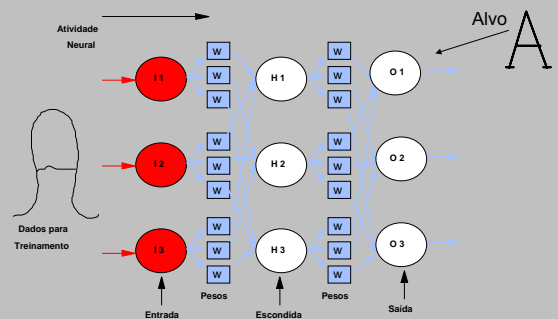 Atividade
Neural
Alvo
A
I 1
W
W
W
H 1
W
W
W
O 1
I 2
W
W
W
H 2
W
W
W
O 2
I 3
W
W
W
H 3
W
W
W
O 3
Dados para
Treinamento
Entrada
Pesos
Escondida
Pesos
Saída